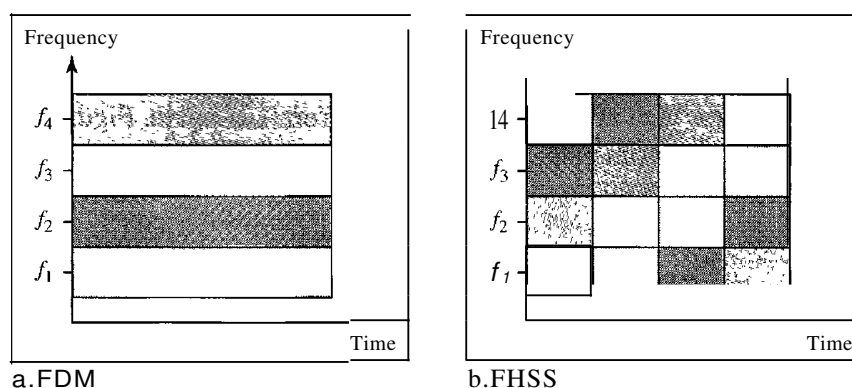 Frequency
f4
f3
f2
f1
Time
a.FDM
Frequency
14
f3
f2
f1
Time
b.FHSS